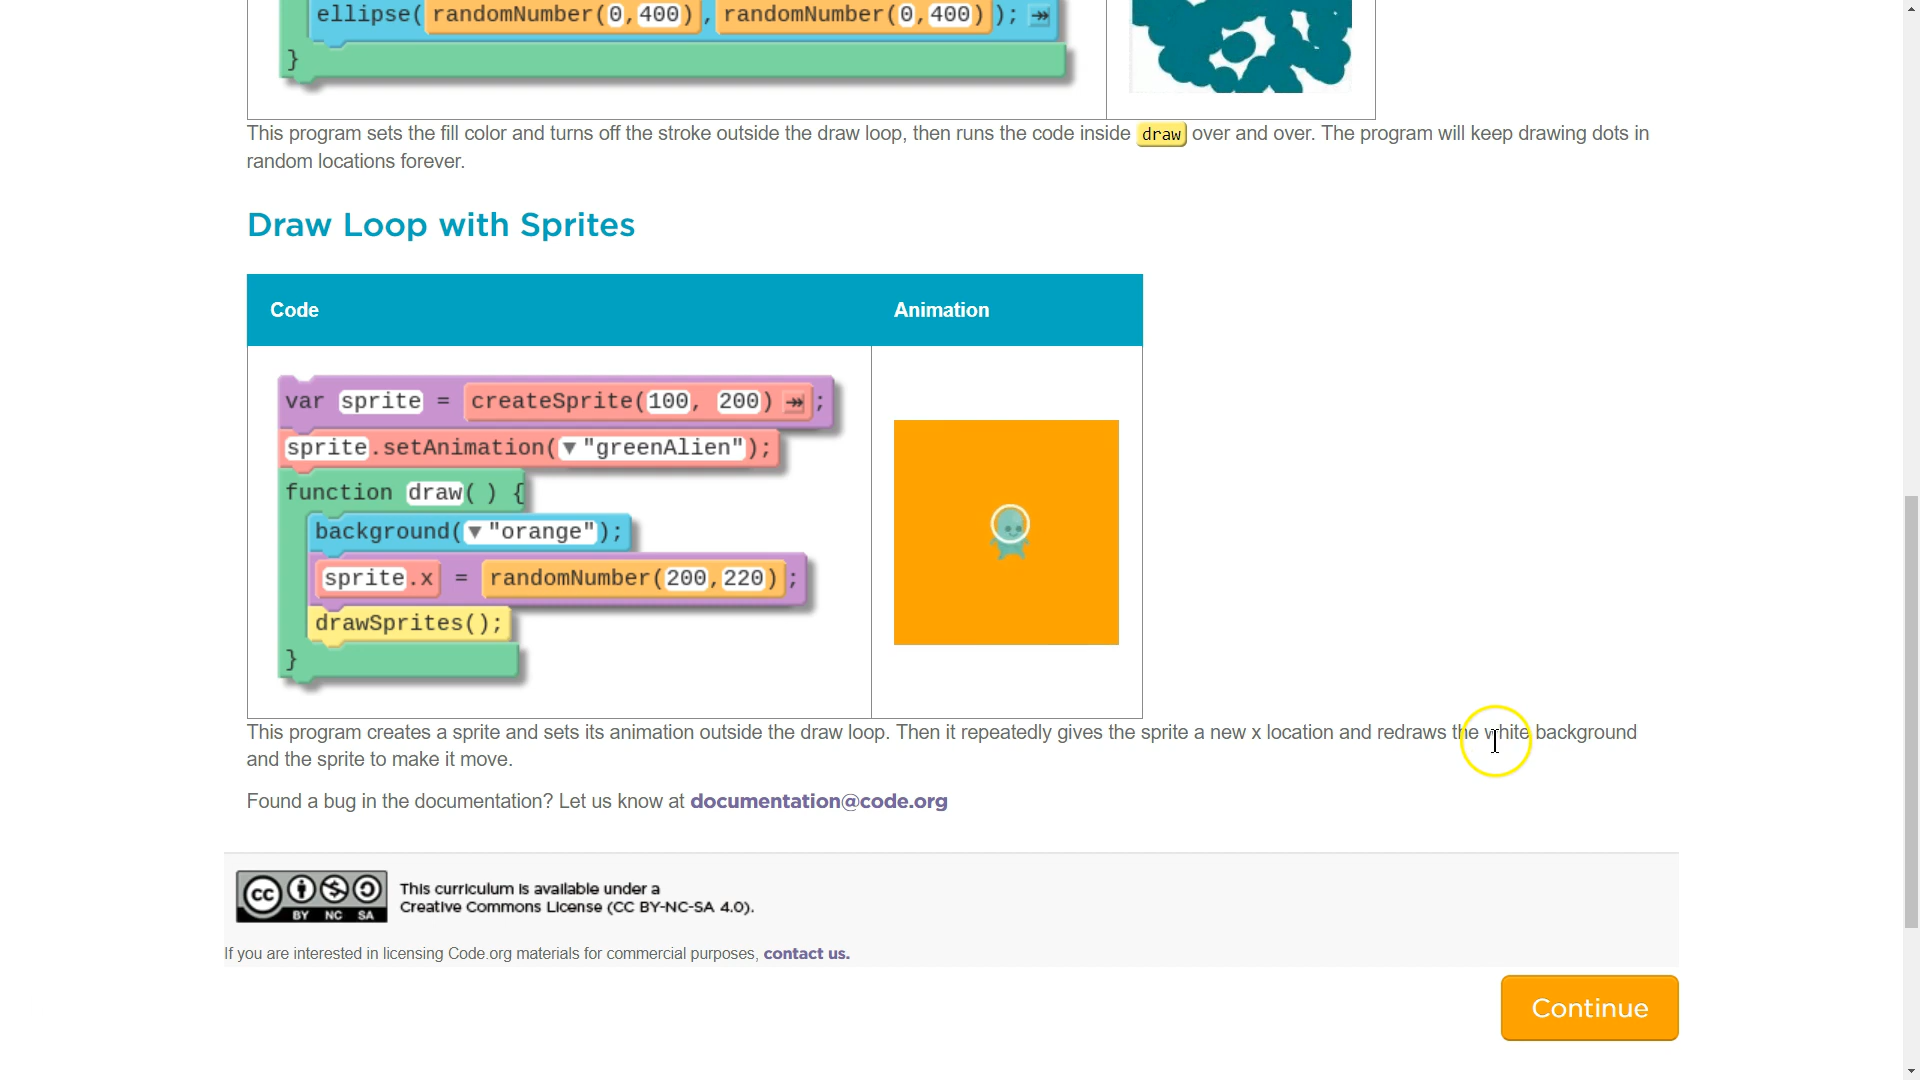 ellipse( randomNumber(0,400) , randomNumber(0,400) );
}
This program sets the fill color and turns off the stroke outside the draw loop, then runs the code inside draw over and over. The program will keep drawing dots in
random locations forever.
Draw Loop with Sprites
Code Animation
var sprite = createSprite(100, 200) ;
sprite.setAnimation( ▼ "greenAlien");
function draw( ) {
background( ▼ "orange");
sprite.x = randomNumber(200,220) ;
drawSprites();
}
This program creates a sprite and sets its animation outside the draw loop. Then it repeatedly gives the sprite a new x location and redraws the white background
and the sprite to make it move.
Found a bug in the documentation? Let us know at documentation@code.org
cc BY NC SA
This curriculum is available under a
Creative Commons License (CC BY-NC-SA 4.0).
If you are interested in licensing Code.org materials for commercial purposes, contact us.
Continue